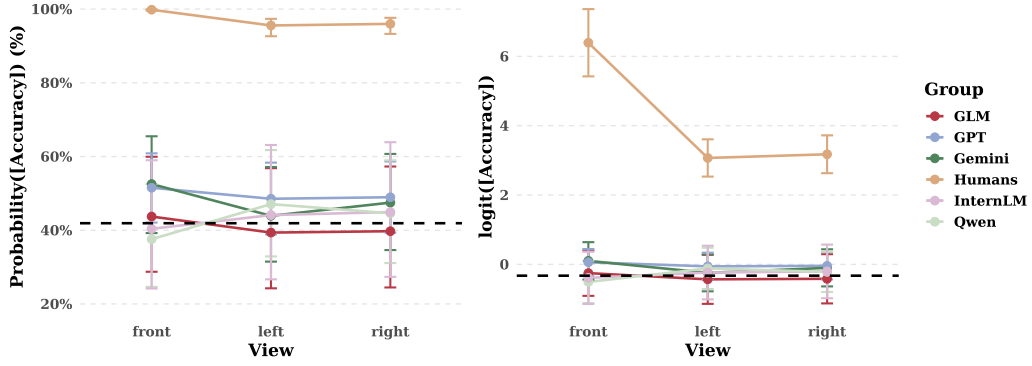 Probability([Accuracy]) (%)
100%
80%
60%
40%
20%
front
left
right
View
logit([Accuracy])
6
4
2
0
front
left
right
View
Group
GLM
GPT
Gemini
Humans
InternLM
Qwen